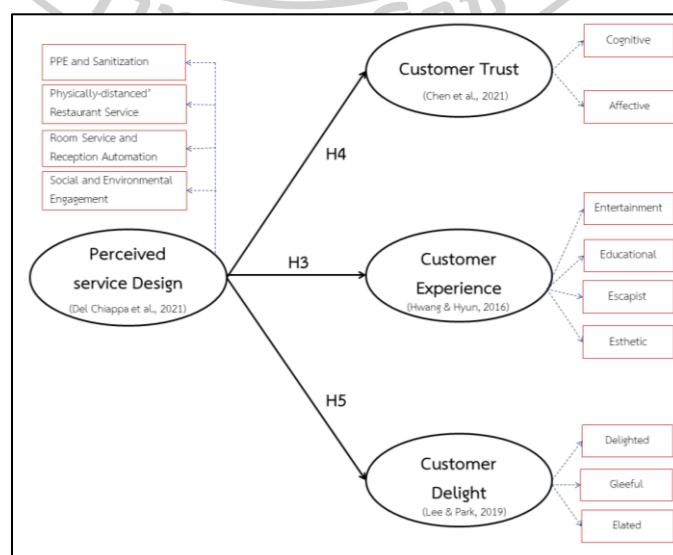 PPE and Sanitization
Physically-distanced'
Restaurant Service
Room Service and
Reception Automation
Social and Environmental
Engagement
Perceived
service Design
(Del Chiappa et al., 2021)
H4
H3
H5
Customer Trust
(Chen et al., 2021)
Cognitive
Affective
Customer
Experience
(Hwang & Hyun, 2016)
Entertainment
Educational
Escapist
Esthetic
Customer
Delight
(Lee & Park, 2019)
Delighted
Gleeful
Elated